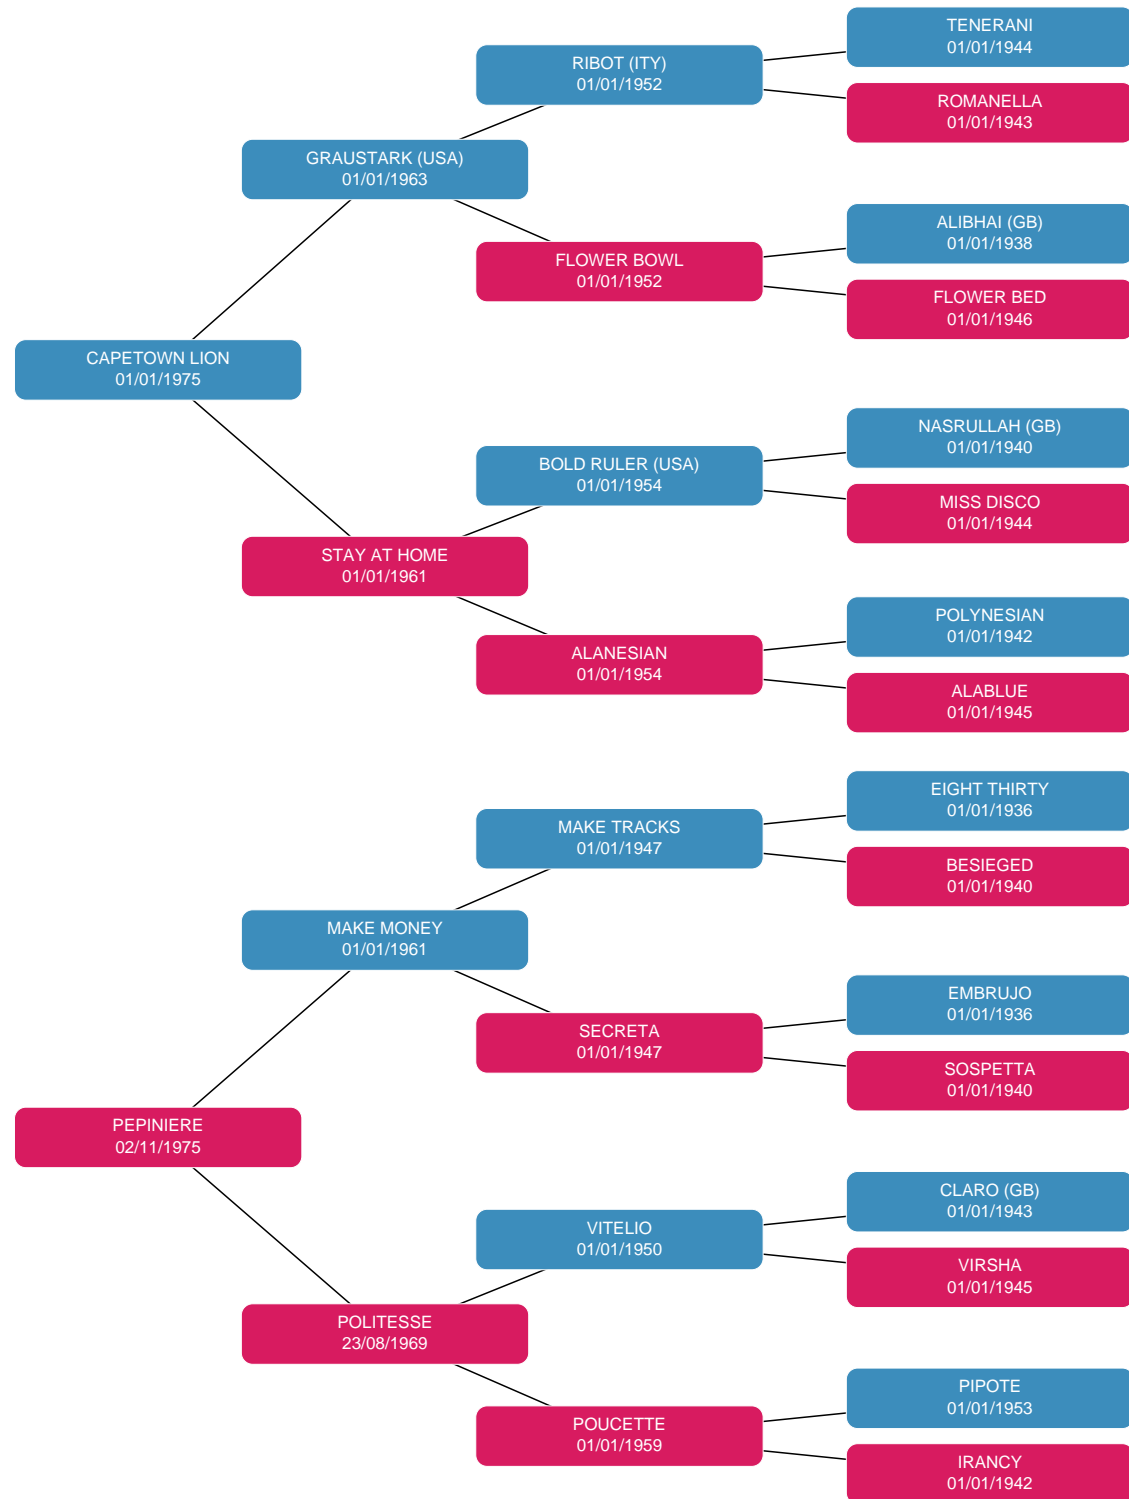 TENERANI
01/01/1944
RIBOT (ITY)
01/01/1952
ROMANELLA
01/01/1943
GRAUSTARK (USA)
01/01/1963
ALIBHAI (GB)
01/01/1938
FLOWER BOWL
01/01/1952
FLOWER BED
01/01/1946
CAPETOWN LION
01/01/1975
NASRULLAH (GB)
01/01/1940
BOLD RULER (USA)
01/01/1954
MISS DISCO
01/01/1944
STAY AT HOME
01/01/1961
POLYNESIAN
01/01/1942
ALANESIAN
01/01/1954
ALABLUE
01/01/1945
EIGHT THIRTY
01/01/1936
MAKE TRACKS
01/01/1947
BESIEGED
01/01/1940
MAKE MONEY
01/01/1961
EMBRUJO
01/01/1936
SECRETA
01/01/1947
SOSPETTA
01/01/1940
PEPINIERE
02/11/1975
CLARO (GB)
01/01/1943
VITELIO
01/01/1950
VIRSHA
01/01/1945
POLITESSE
23/08/1969
PIPOTE
01/01/1953
POUCETTE
01/01/1959
IRANCY
01/01/1942